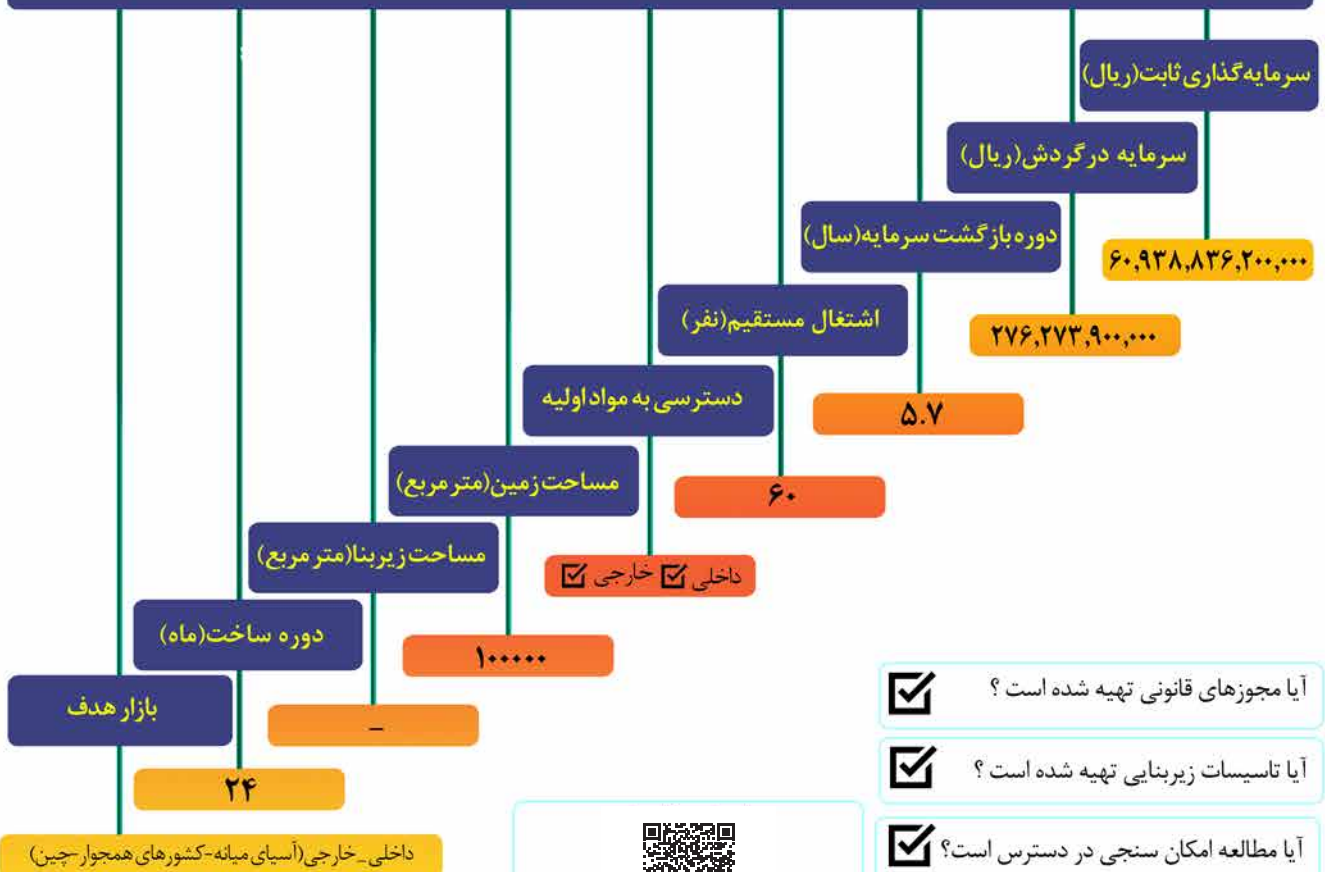 سرمایه‌گذاری ثابت(ریال)
۶۰,۹۳۸,۸۳۶,۲۰۰,۰۰۰
سرمایه در گردش(ریال)
۲۷۶,۲۷۳,۹۰۰,۰۰۰
دوره بازگشت سرمایه(سال)
۵.۷
اشتغال مستقیم(نفر)
۶۰
دسترسی به مواد اولیه
داخلی ☑ خارجی ☑
مساحت زمین(متر مربع)
۱۰۰۰۰۰
مساحت زیربنا(متر مربع)
–
دوره ساخت(ماه)
۲۴
بازار هدف
داخلی_خارجی(آسیای میانه-کشورهای همجوار-چین)
آیا مجوزهای قانونی تهیه شده است ؟ ☑
آیا تاسیسات زیربنایی تهیه شده است ؟ ☑
آیا مطالعه امکان سنجی در دسترس است؟ ☑